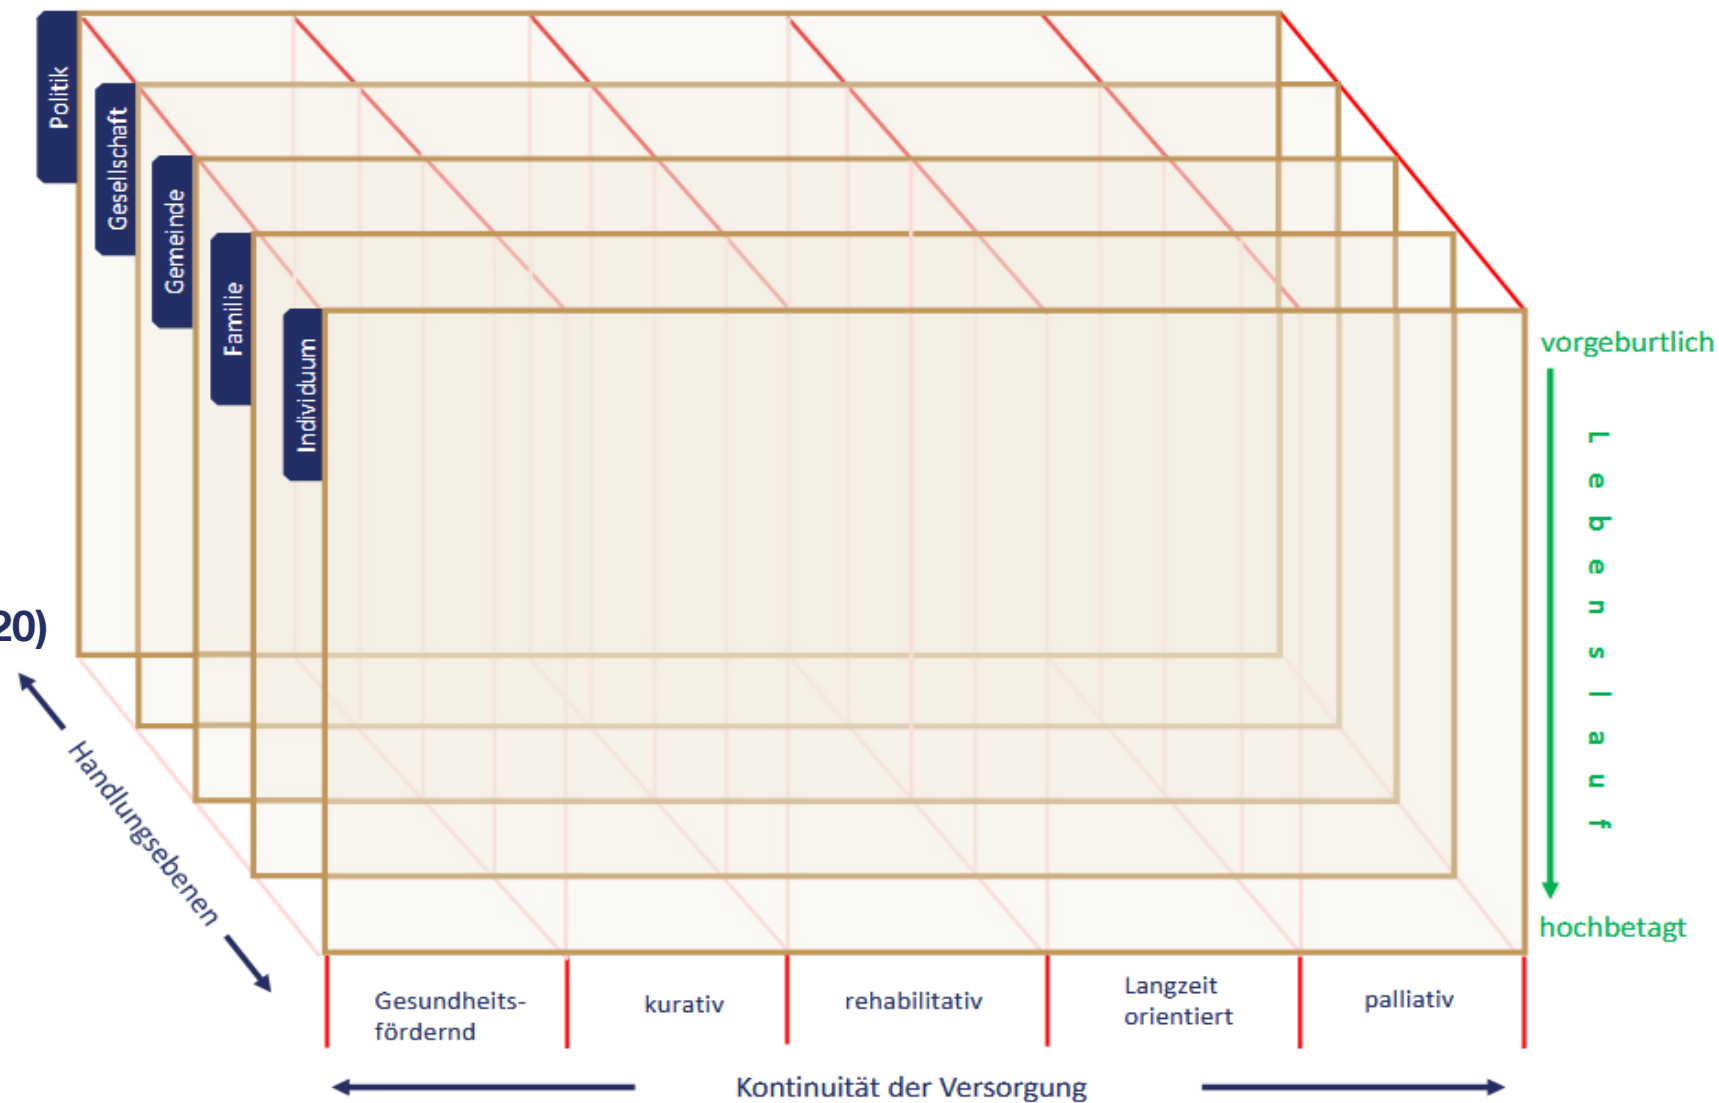 Politik
Gesellschaft
Gemeinde
Familie
Individuum
vorgeburtlich
Lebenslauf
hochbetagt
20)
Handlungsebenen
Gesundheits-
fördernd
kurativ
rehabilitativ
Langzeit
orientiert
palliativ
Kontinuität der Versorgung